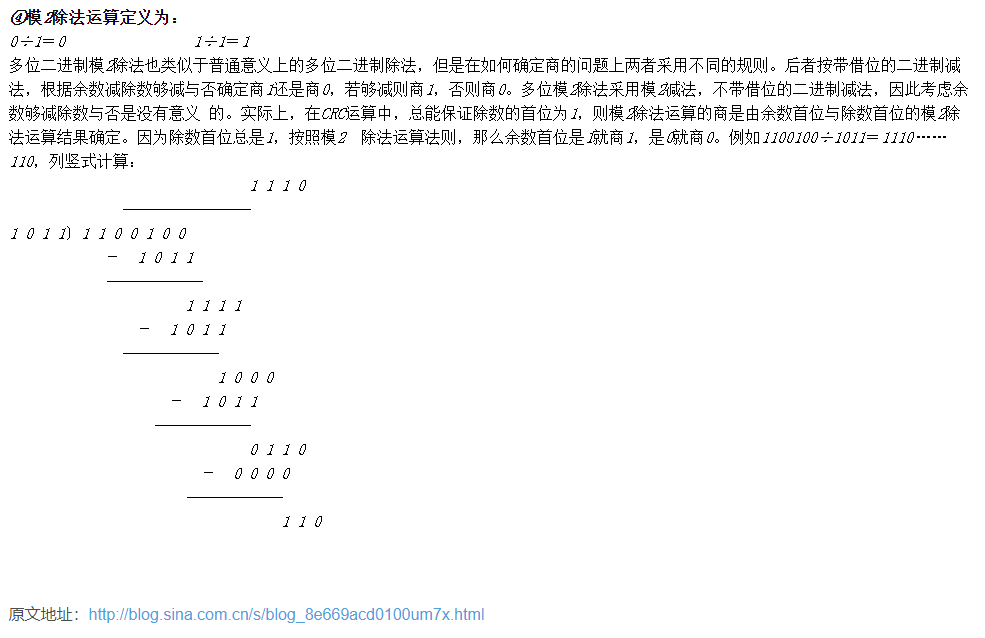 ④模2除法运算定义为：
0÷1=0 1÷1=1
多位二进制模2除法也类似于普通意义上的多位二进制除法，但是在如何确定商的问题上两者采用不同的规则。后者按带借位的二进制减
法，根据余数减除数够减与否确定商1还是商0，若够减则商1，否则商0。多位模2除法采用模2减法，不带借位的二进制减法，因此考虑余
数够减除数与否是没有意义 的。实际上，在CRC运算中，总能保证除数的首位为1，则模2除法运算的商是由余数首位与除数首位的模2除
法运算结果确定。因为除数首位总是1，按照模2 除法运算法则，那么余数首位是1就商1，是0就商0。例如1100100÷1011=1110……
110，列竖式计算：
1 1 1 0
————————
1 0 1 1〕1 1 0 0 1 0 0
－ 1 0 1 1
——————
1 1 1 1
－ 1 0 1 1
——————
1 0 0 0
－ 1 0 1 1
——————
0 1 1 0
－ 0 0 0 0
——————
1 1 0
原文地址：http://blog.sina.com.cn/s/blog_8e669acd0100um7x.html